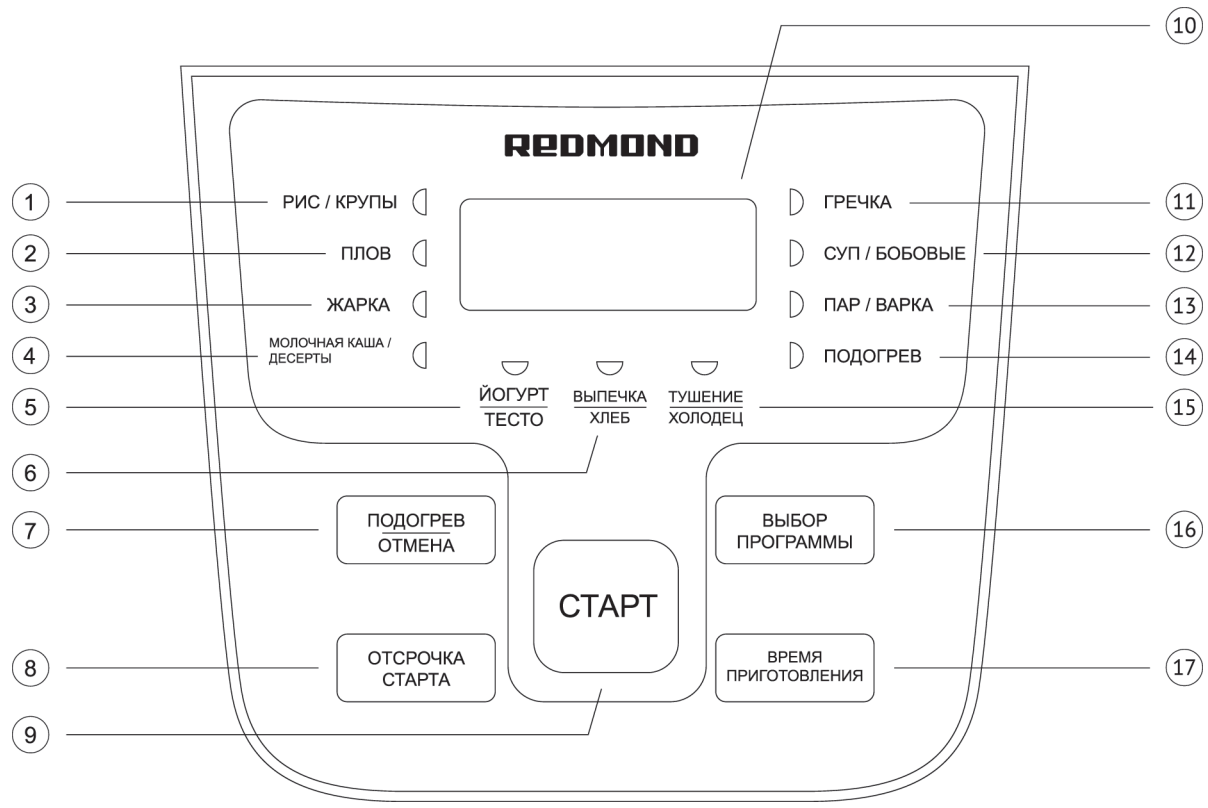 10
REDMOND
1 РИС / КРУПЫ
ГРЕЧКА 11
2 ПЛОВ
СУП / БОБОВЫЕ 12
3 ЖАРКА
ПАР / ВАРКА 13
4 МОЛОЧНАЯ КАША /
ДЕСЕРТЫ
ПОДОГРЕВ 14
5 ЙОГУРТ
ТЕСТО
6 ВЫПЕЧКА
ХЛЕБ
ТУШЕНИЕ
ХОЛОДЕЦ 15
7 ПОДОГРЕВ
ОТМЕНА
ВЫБОР
ПРОГРАММЫ 16
СТАРТ
8 ОТСРОЧКА
СТАРТА
ВРЕМЯ
ПРИГОТОВЛЕНИЯ 17
9